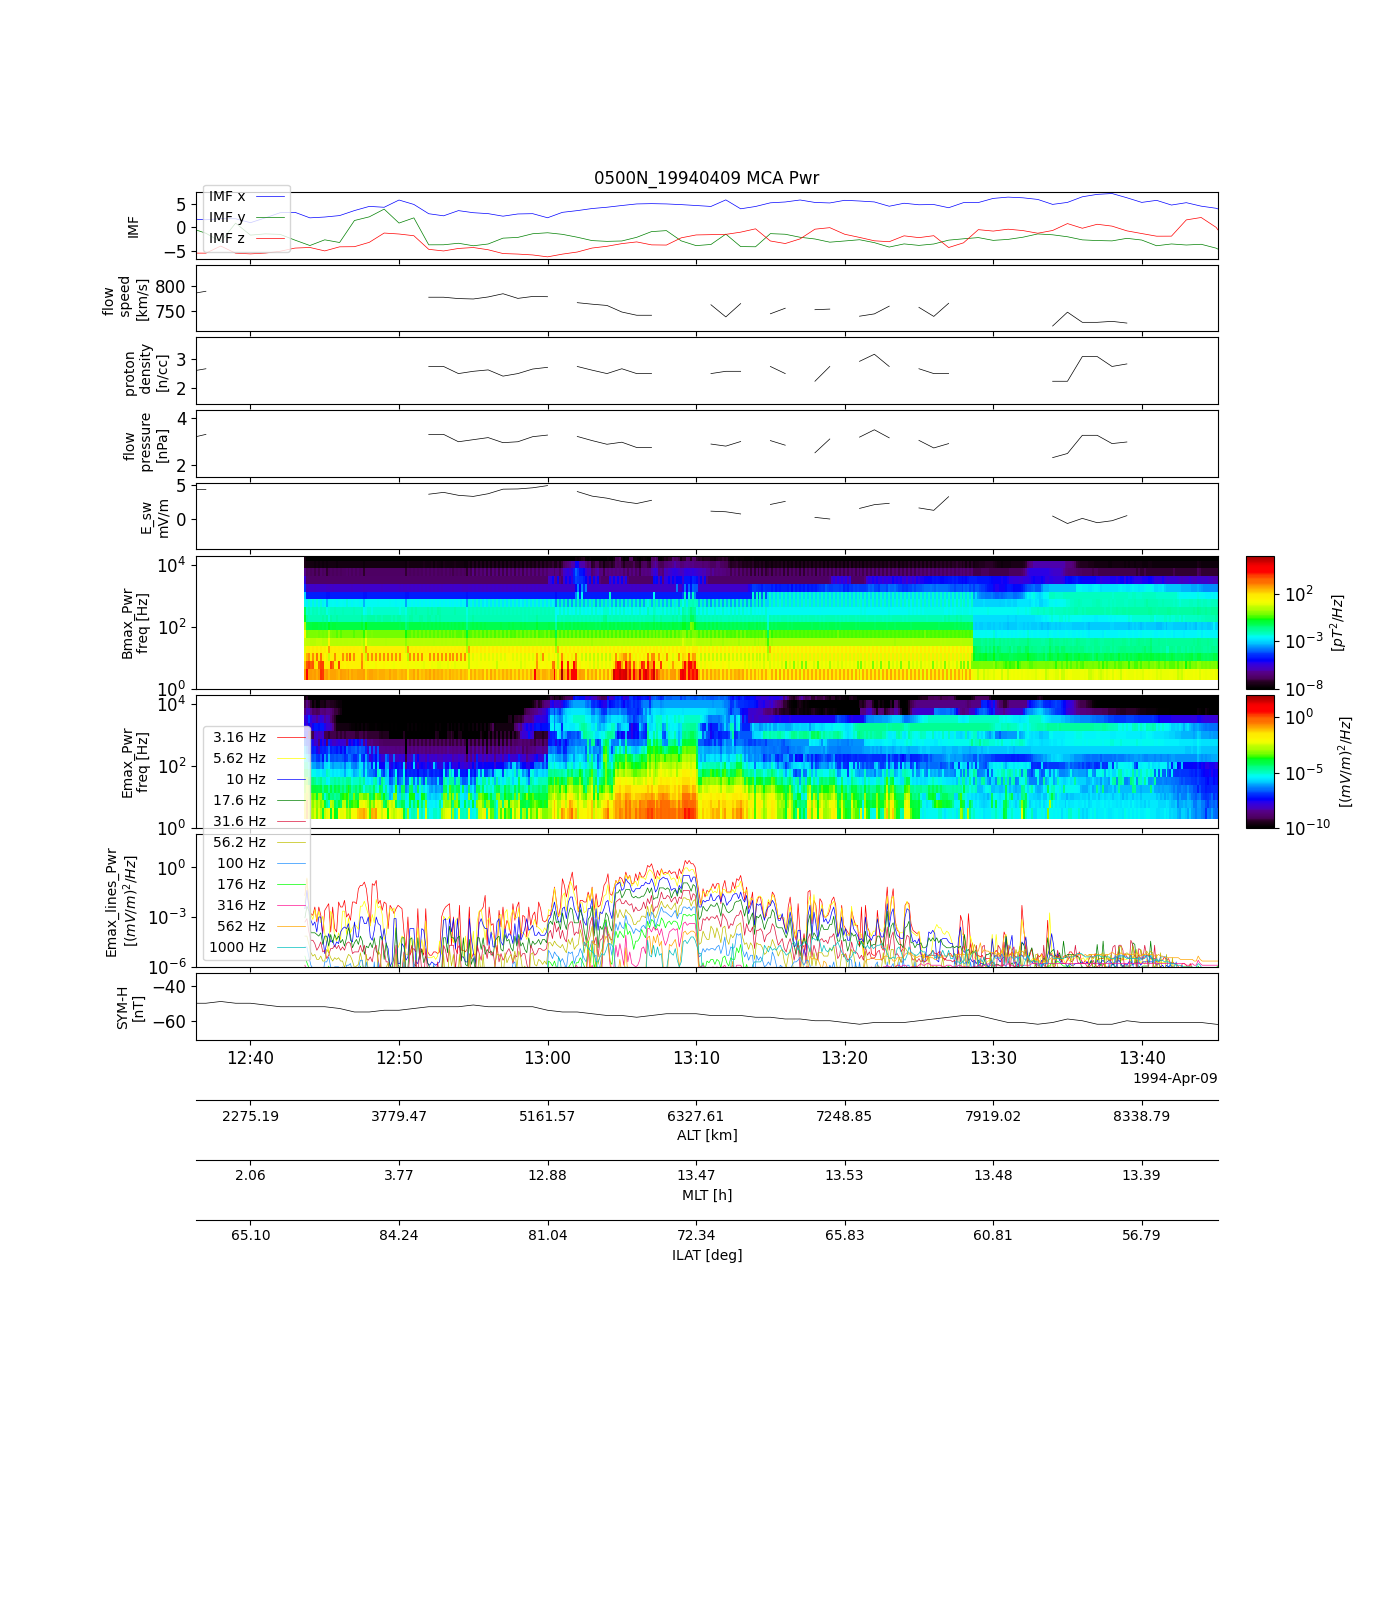 0500N_19940409 MCA Pwr
IMF
5
0
−5
IMF x
IMF y
IMF z
flow
speed
[km/s]
800
750
proton
density
[n/cc]
3
2
flow
pressure
[nPa]
4
2
E_sw
mV/m
5
0
Bmax_Pwr
freq [Hz]
10^4
10^2
10^0
10^2
10^−3
10^−8
[pT^2/Hz]
Emax_Pwr
freq [Hz]
10^4
10^2
10^0
10^0
10^−5
10^−10
[(mV/m)^2/Hz]
3.16 Hz
5.62 Hz
10 Hz
17.6 Hz
31.6 Hz
56.2 Hz
100 Hz
176 Hz
316 Hz
562 Hz
1000 Hz
Emax_lines_Pwr
[(mV/m)^2/Hz]
10^0
10^−3
10^−6
SYM-H
[nT]
−40
−60
12:40 12:50 13:00 13:10 13:20 13:30 13:40
1994-Apr-09
2275.19 3779.47 5161.57 6327.61 7248.85 7919.02 8338.79
ALT [km]
2.06 3.77 12.88 13.47 13.53 13.48 13.39
MLT [h]
65.10 84.24 81.04 72.34 65.83 60.81 56.79
ILAT [deg]